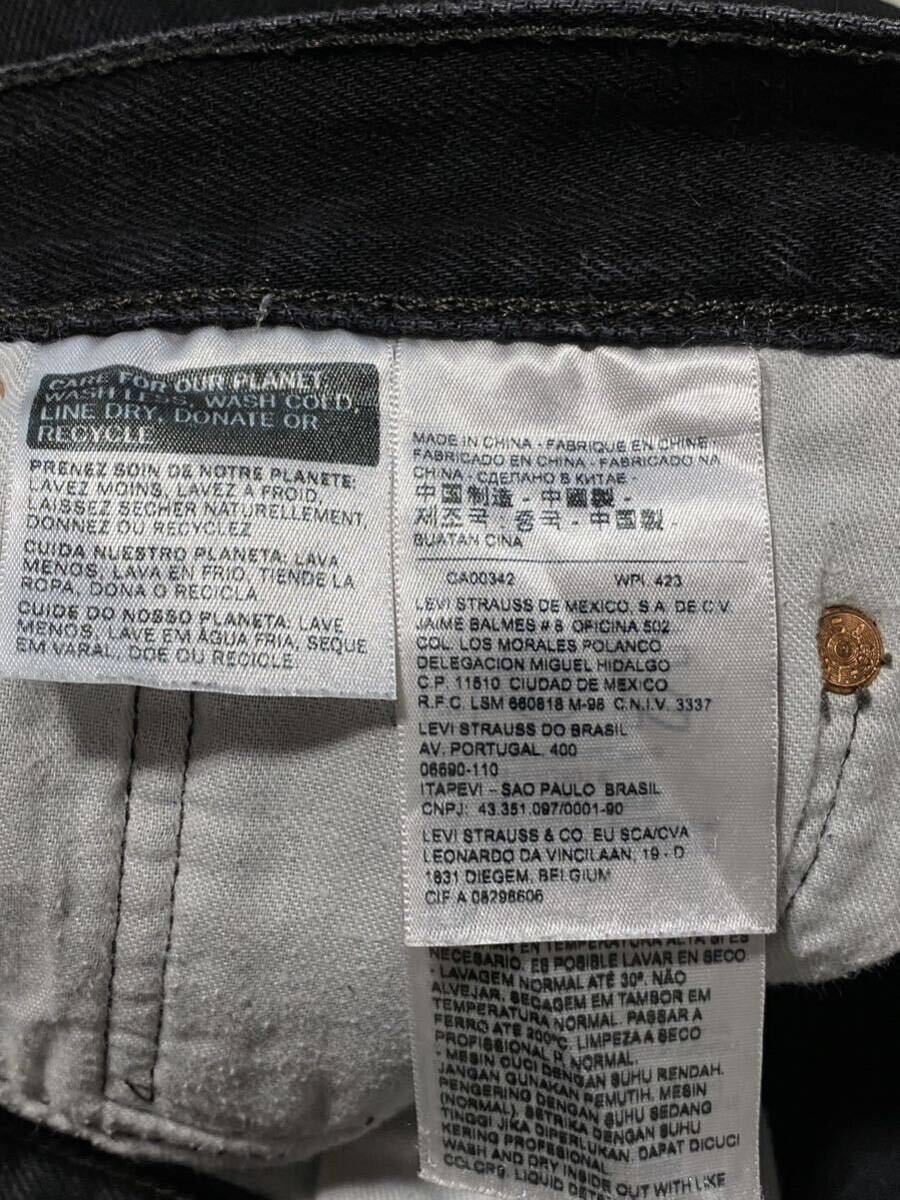 CARE FOR OUR PLANET:
WASH LESS, WASH COLD,
LINE DRY, DONATE OR
RECYCLE
PRENEZ SOIN DE NOTRE PLANETE:
LAVEZ MOINS, LAVEZ À FROID,
LAISSEZ SECHER NATURELLEMENT
DONNEZ OU RECYCLEZ
CUIDA NUESTRO PLANETA: LAVA
MENOS, LAVA EN FRIO, TIENDE LA
ROPA, DONA O RECICLA
CUIDE DO NOSSO PLANETA: LAVE
MENOS, LAVE EM ÁGUA FRIA, SEQUE
EM VARAL, DOE OU RECICLE!
MADE IN CHINA - FABRIQUE EN CHINE
FABRICADO EN CHINA - FABRICADO NA
CHINA - СДЕЛАНО В КИТАЕ -
中国制造 - 中國製 -
제조국 - 중국 - 中国製 -
BUATAN CINA
CA00342 WPL 423
LEVI STRAUSS DE MEXICO, S.A. DE C.V.
JAIME BALMES # 8 OFICINA 502
COL. LOS MORALES POLANCO
DELEGACION MIGUEL HIDALGO
C.P. 11510 CIUDAD DE MEXICO
R.F.C. LSM 660818 M-98 C.N.I.V. 3337
LEVI STRAUSS DO BRASIL
AV. PORTUGAL, 400
06690-110
ITAPEVI – SAO PAULO BRASIL
CNPJ: 43.351.097/0001-90
LEVI STRAUSS & CO. EU SCA/CVA
LEONARDO DA VINCILAAN, 19 - D
1831 DIEGEM, BELGIUM
CIF A 08298606
EN TEMPERATURA ALTA SI ES
NECESARIO. ES POSIBLE LAVAR EN SECO
- LAVAGEM NORMAL ATÉ 30º. NÃO
ALVEJAR. SECAGEM EM TAMBOR EM
TEMPERATURA NORMAL. PASSAR A
FERRO ATE 200°C. LIMPEZA A SECO
PROFISSIONAL P, NORMAL.
- MESIN CUCI DENGAN SUHU RENDAH.
JANGAN GUNAKAN PEMUTIH. MESIN
PENGERING DENGAN SUHU SEDANG
(NORMAL). SETRIKA DENGAN SUHU
TINGGI JIKA DIPERLUKAN. DAPAT DICUCI
KERING PROFESIONAL.
WASH AND DRY INSIDE OUT WITH LIKE
COLORS. LIQUID